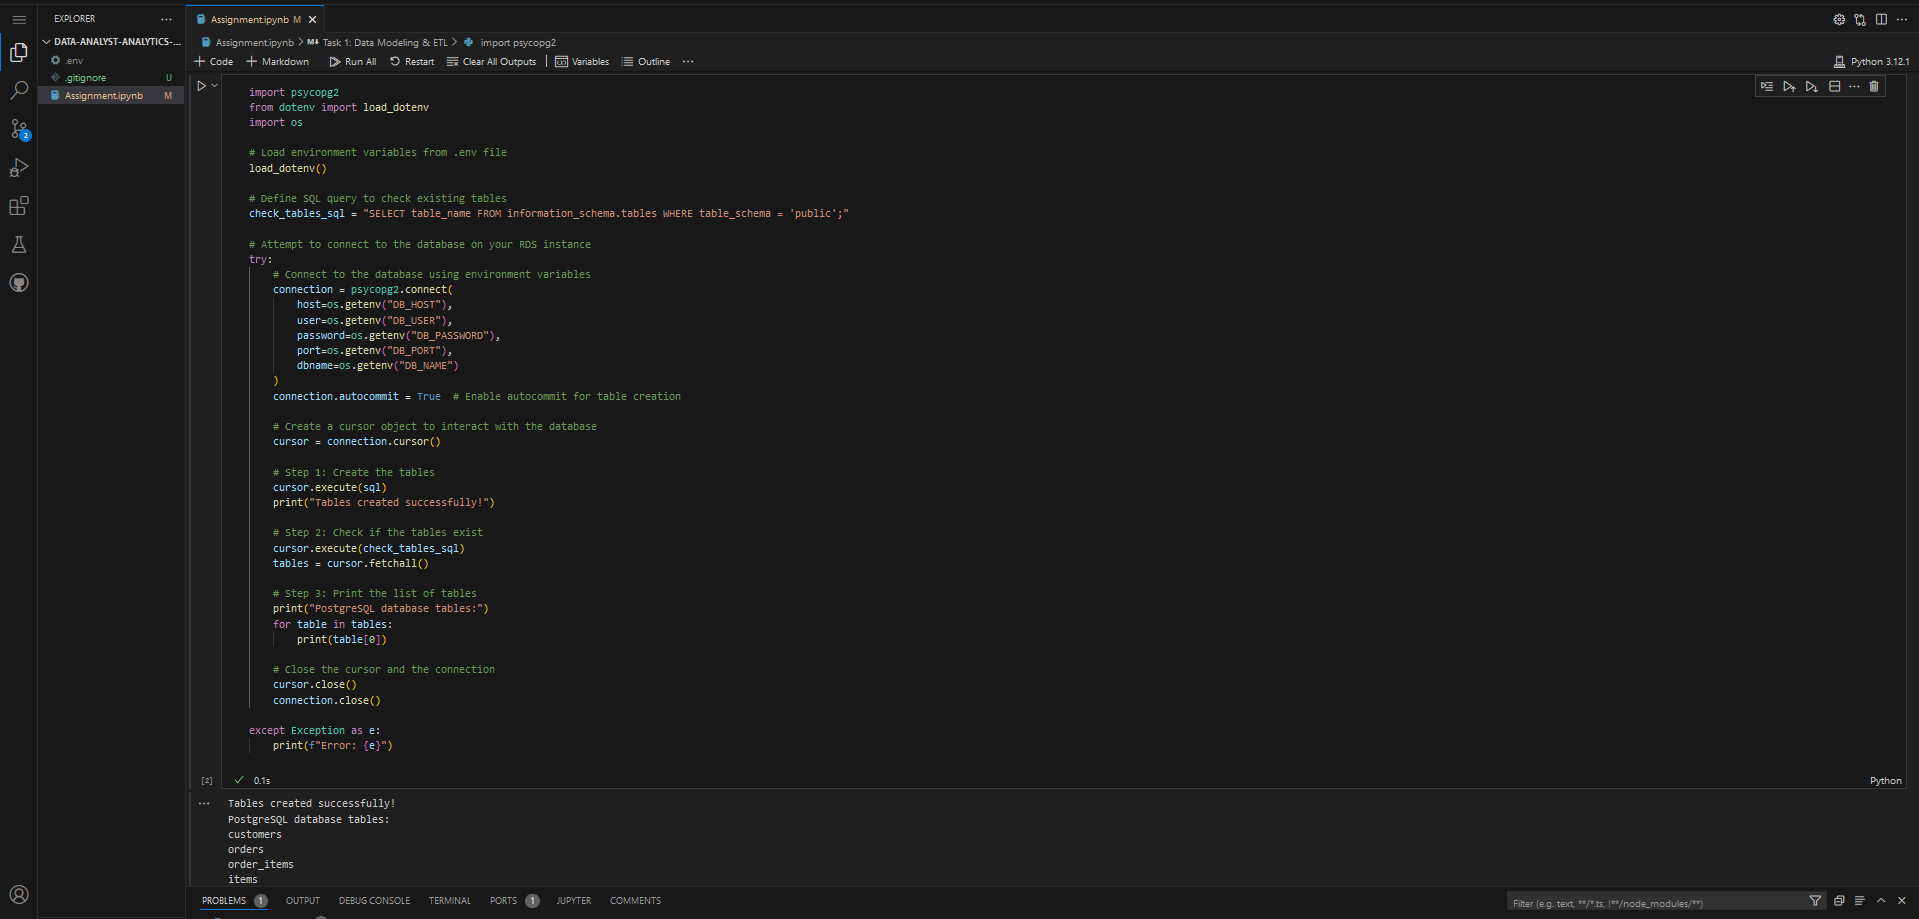 EXPLORER
DATA-ANALYST-ANALYTICS-...
.env
.gitignore U
Assignment.ipynb M
Assignment.ipynb M
Assignment.ipynb > M↓ Task 1: Data Modeling & ETL > import psycopg2
+ Code + Markdown Run All Restart Clear All Outputs Variables Outline ...
Python 3.12.1
import psycopg2
from dotenv import load_dotenv
import os
# Load environment variables from .env file
load_dotenv()
# Define SQL query to check existing tables
check_tables_sql = "SELECT table_name FROM information_schema.tables WHERE table_schema = 'public';"
# Attempt to connect to the database on your RDS instance
try:
# Connect to the database using environment variables
connection = psycopg2.connect(
host=os.getenv("DB_HOST"),
user=os.getenv("DB_USER"),
password=os.getenv("DB_PASSWORD"),
port=os.getenv("DB_PORT"),
dbname=os.getenv("DB_NAME")
)
connection.autocommit = True # Enable autocommit for table creation
# Create a cursor object to interact with the database
cursor = connection.cursor()
# Step 1: Create the tables
cursor.execute(sql)
print("Tables created successfully!")
# Step 2: Check if the tables exist
cursor.execute(check_tables_sql)
tables = cursor.fetchall()
# Step 3: Print the list of tables
print("PostgreSQL database tables:")
for table in tables:
print(table[0])
# Close the cursor and the connection
cursor.close()
connection.close()
except Exception as e:
print(f"Error: {e}")
[2] ✓ 0.1s
Python
Tables created successfully!
PostgreSQL database tables:
customers
orders
order_items
items
2
PROBLEMS 1 OUTPUT DEBUG CONSOLE TERMINAL PORTS 1 JUPYTER COMMENTS
Filter (e.g. text, **/*.ts, !**/node_modules/**)